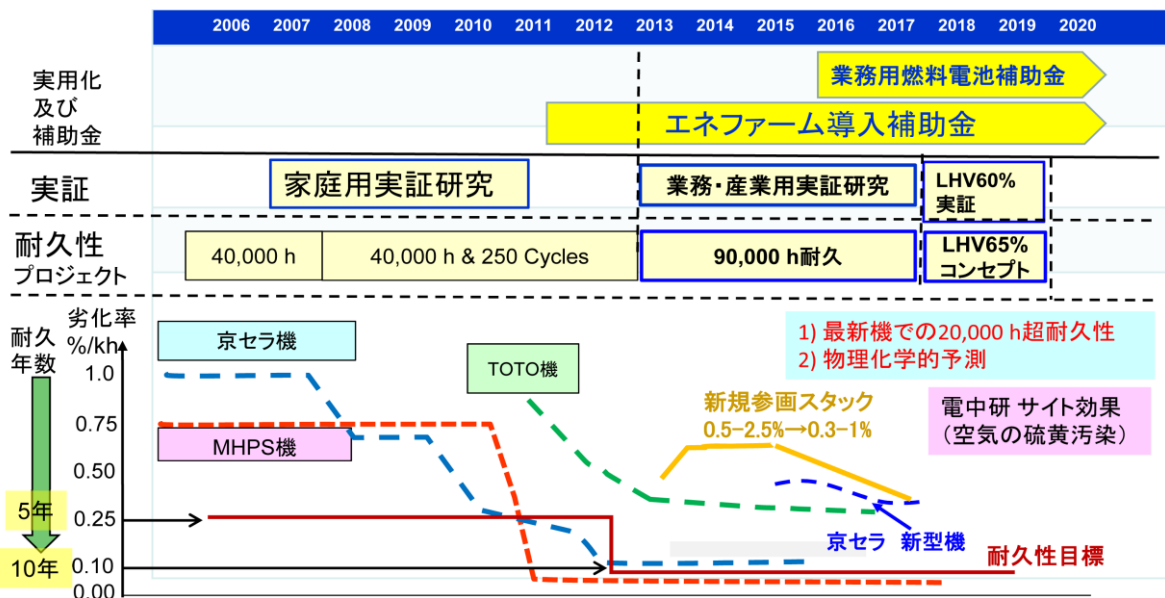 2006 2007 2008 2009 2010 2011 2012 2013 2014 2015 2016 2017 2018 2019 2020
実用化
及び
補助金
業務用燃料電池補助金
エネファーム導入補助金
実証
家庭用実証研究
業務・産業用実証研究
LHV60%
実証
耐久性
プロジェクト
40,000 h
40,000 h & 250 Cycles
90,000 h耐久
LHV65%
コンセプト
耐久
年数
劣化率
%/kh
京セラ機
TOTO機
1) 最新機での20,000 h超耐久性
2) 物理化学的予測
1.0
新規参画スタック
0.5-2.5%→0.3-1%
電中研 サイト効果
(空気の硫黄汚染)
0.75
MHPS機
0.50
5年
0.25
京セラ 新型機
耐久性目標
10年
0.10
0.00